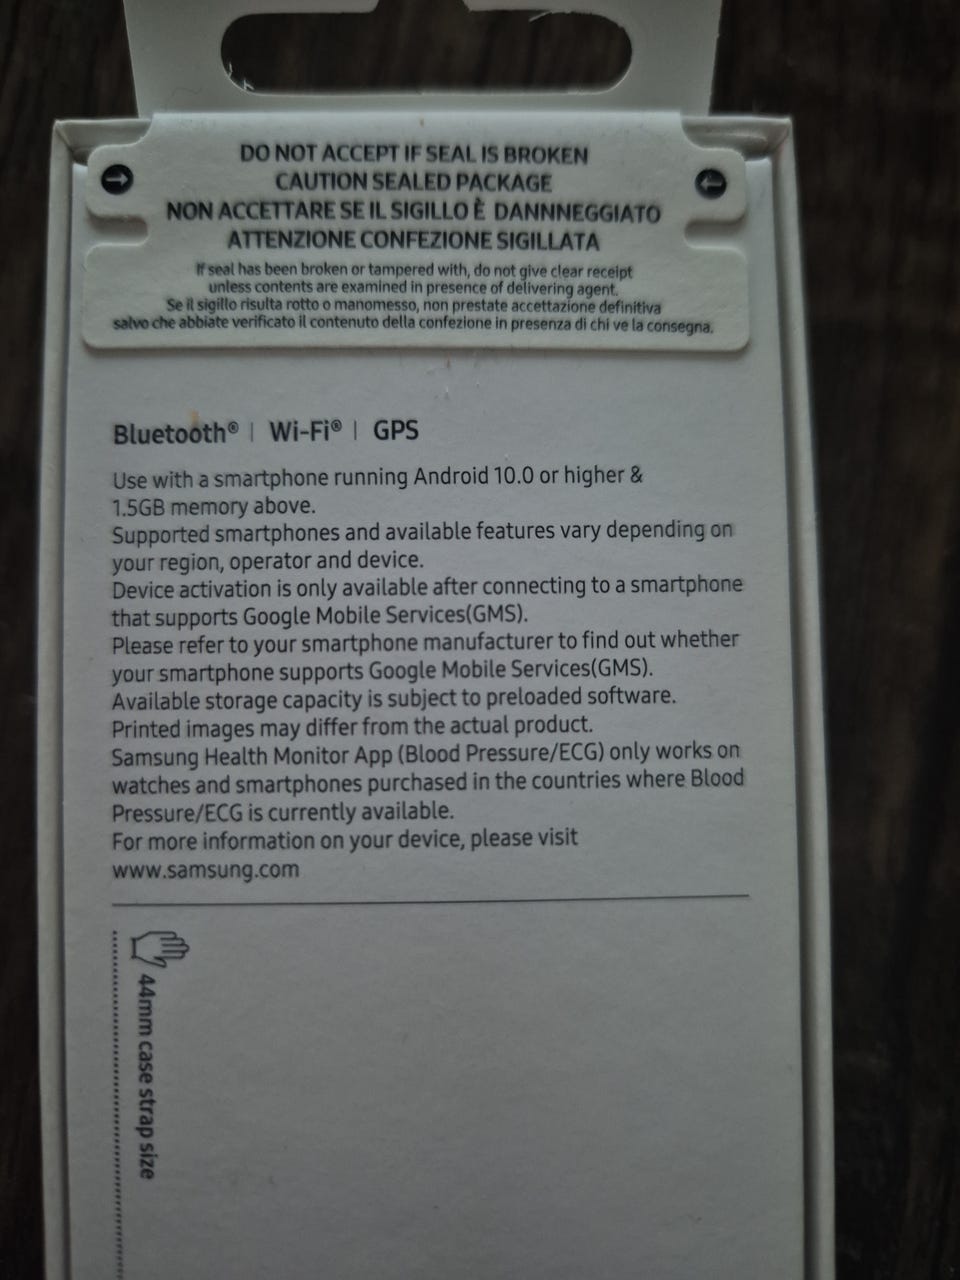 DO NOT ACCEPT IF SEAL IS BROKEN
CAUTION SEALED PACKAGE
NON ACCETTARE SE IL SIGILLO È DANNNEGGIATO
ATTENZIONE CONFEZIONE SIGILLATA
If seal has been broken or tampered with, do not give clear receipt
unless contents are examined in presence of delivering agent.
Se il sigillo risulta rotto o manomesso, non prestate accettazione definitiva
salvo che abbiate verificato il contenuto della confezione in presenza di chi ve la consegna.
Bluetooth® | Wi-Fi® | GPS
Use with a smartphone running Android 10.0 or higher &
1.5GB memory above.
Supported smartphones and available features vary depending on
your region, operator and device.
Device activation is only available after connecting to a smartphone
that supports Google Mobile Services(GMS).
Please refer to your smartphone manufacturer to find out whether
your smartphone supports Google Mobile Services(GMS).
Available storage capacity is subject to preloaded software.
Printed images may differ from the actual product.
Samsung Health Monitor App (Blood Pressure/ECG) only works on
watches and smartphones purchased in the countries where Blood
Pressure/ECG is currently available.
For more information on your device, please visit
www.samsung.com
44mm case strap size